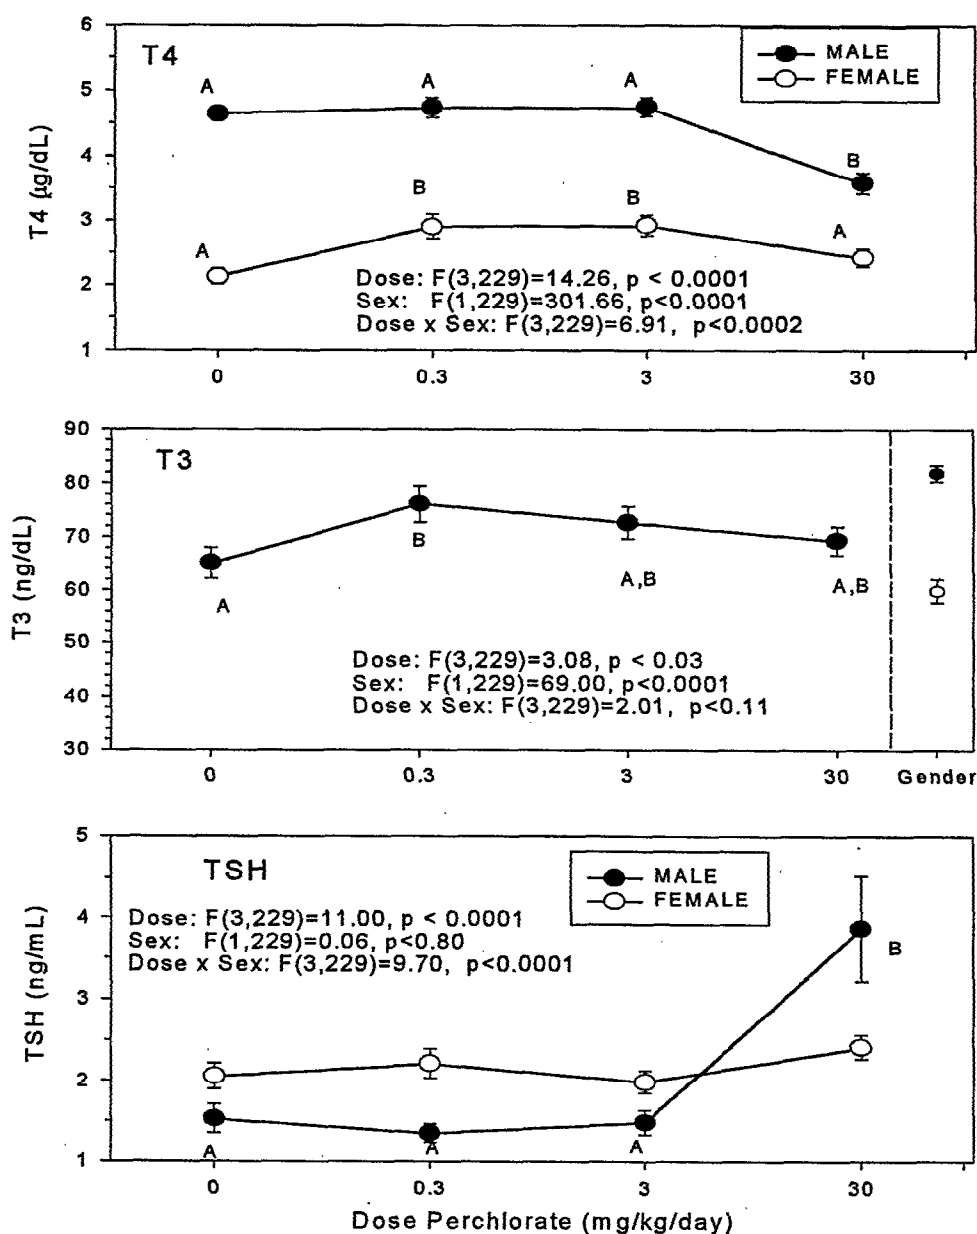 T4
MALE
FEMALE
T4 (µg/dL)
6
5
4
3
2
1
A
A
A
B
A
B
B
A
Dose: F(3,229)=14.26, p < 0.0001
Sex: F(1,229)=301.66, p<0.0001
Dose x Sex: F(3,229)=6.91, p<0.0002
0
0.3
3
30
T3
T3 (ng/dL)
90
80
70
60
50
40
30
A
B
A,B
A,B
Dose: F(3,229)=3.08, p < 0.03
Sex: F(1,229)=69.00, p<0.0001
Dose x Sex: F(3,229)=2.01, p<0.11
0
0.3
3
30
Gender
TSH
MALE
FEMALE
TSH (ng/mL)
5
4
3
2
1
Dose: F(3,229)=11.00, p < 0.0001
Sex: F(1,229)=0.06, p<0.80
Dose x Sex: F(3,229)=9.70, p<0.0001
B
A
A
A
0
0.3
3
30
Dose Perchlorate (mg/kg/day)